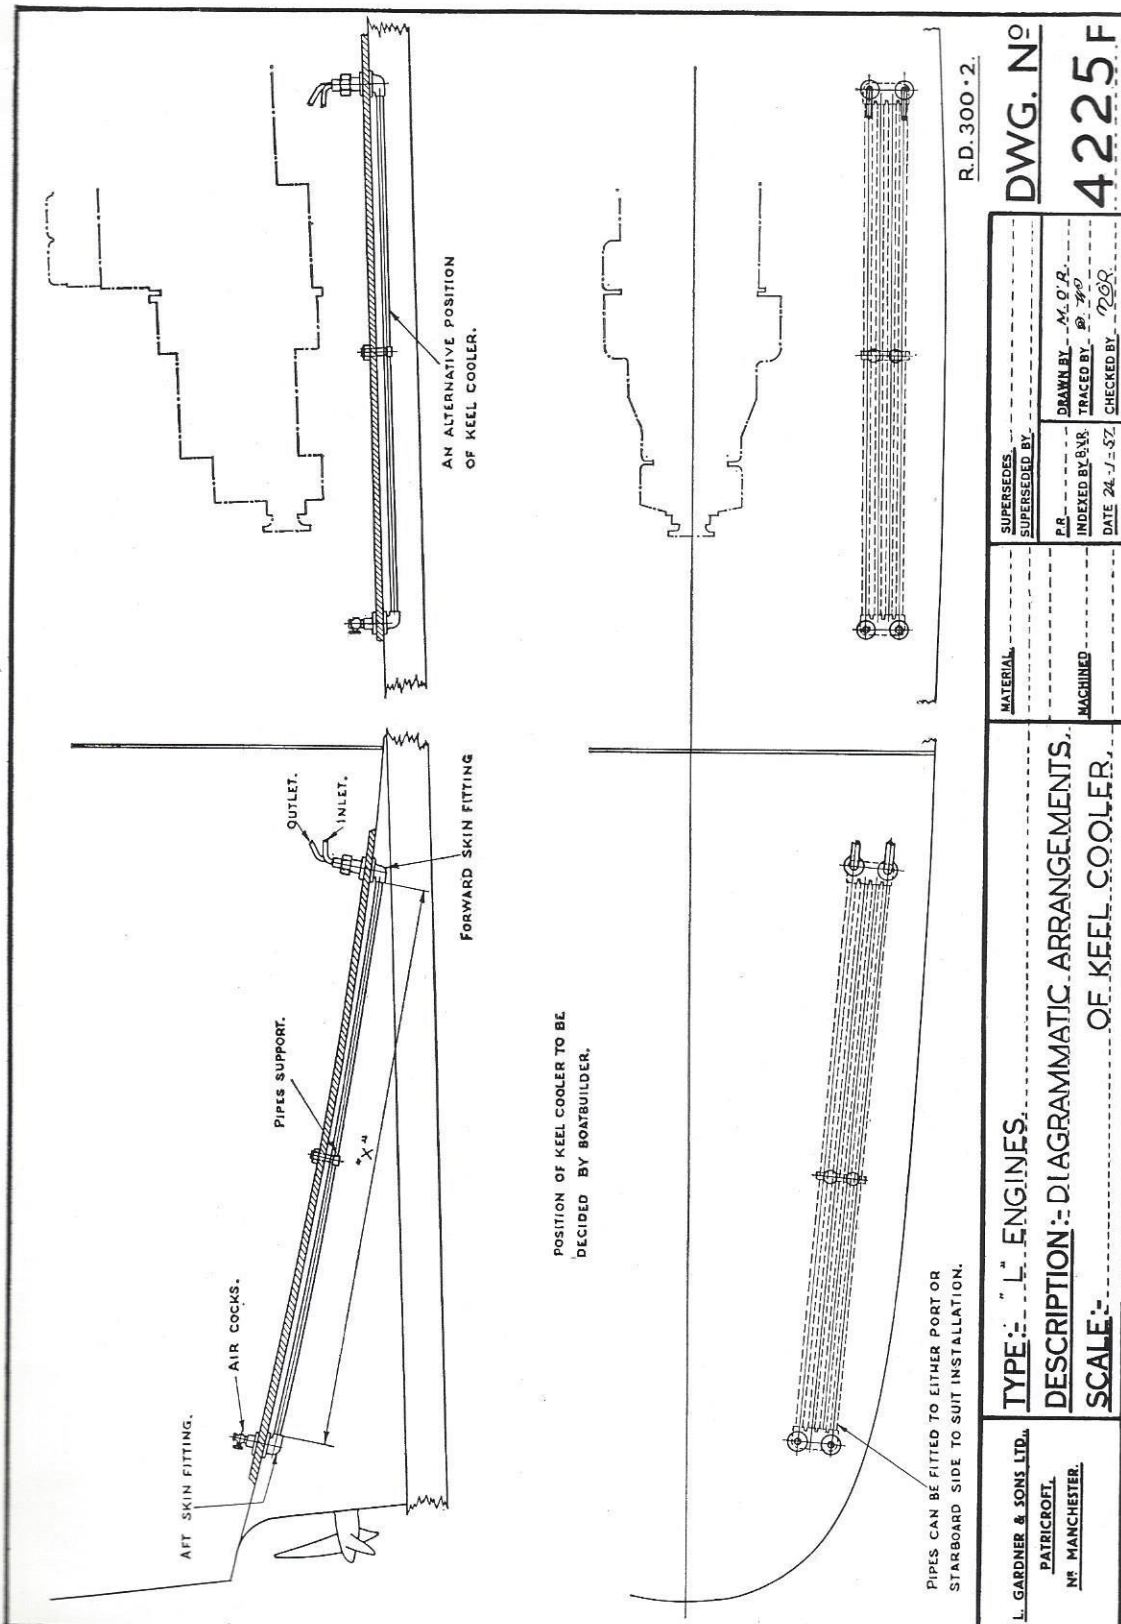 OUTLET.
INLET.
FORWARD SKIN FITTING
PIPES SUPPORT.
"X"
AIR COCKS.
AFT SKIN FITTING.
AN ALTERNATIVE POSITION
OF KEEL COOLER.
POSITION OF KEEL COOLER TO BE
DECIDED BY BOATBUILDER.
PIPES CAN BE FITTED TO EITHER PORT OR
STARBOARD SIDE TO SUIT INSTALLATION.
R.D. 300·2.
L. GARDNER & SONS LTD.,
PATRICROFT,
Nᴿ MANCHESTER.
TYPE:- "L" ENGINES.
DESCRIPTION:- DIAGRAMMATIC ARRANGEMENTS.
OF KEEL COOLER.
SCALE:-
MATERIAL.
MACHINED
SUPERSEDES
SUPERSEDED BY
P.R.
INDEXED BY
DATE 24-1-57
DRAWN BY M.O'R.
TRACED BY
CHECKED BY
DWG. Nº
4225F